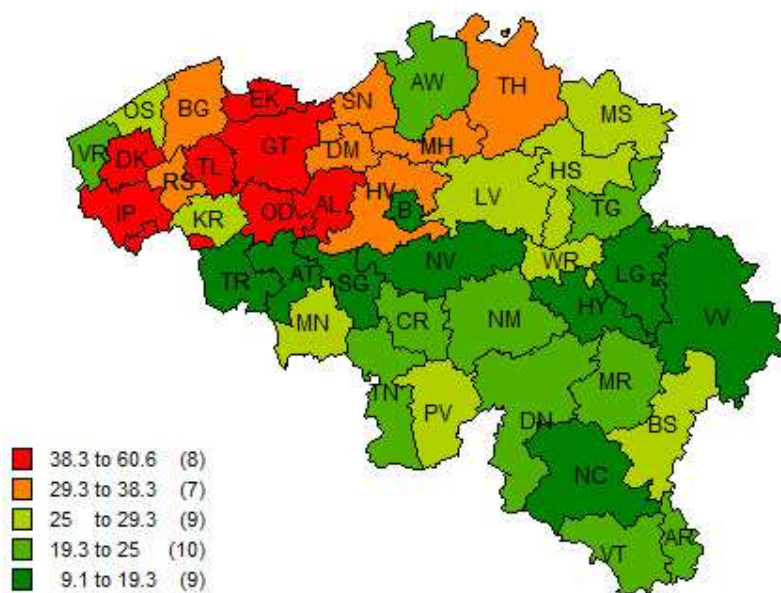 EK
SN
AW
TH
OS
BG
MS
VR
DK
TL
GT
DM
MH
HS
RS
HV
IP
KR
OD
AL
B
LV
TG
TR
AT
SG
NV
WR
LG
MN
CR
NM
HY
VV
TN
PV
MR
DN
BS
NC
VT
AR
38.3 to 60.6 (8)
29.3 to 38.3 (7)
25 to 29.3 (9)
19.3 to 25 (10)
9.1 to 19.3 (9)